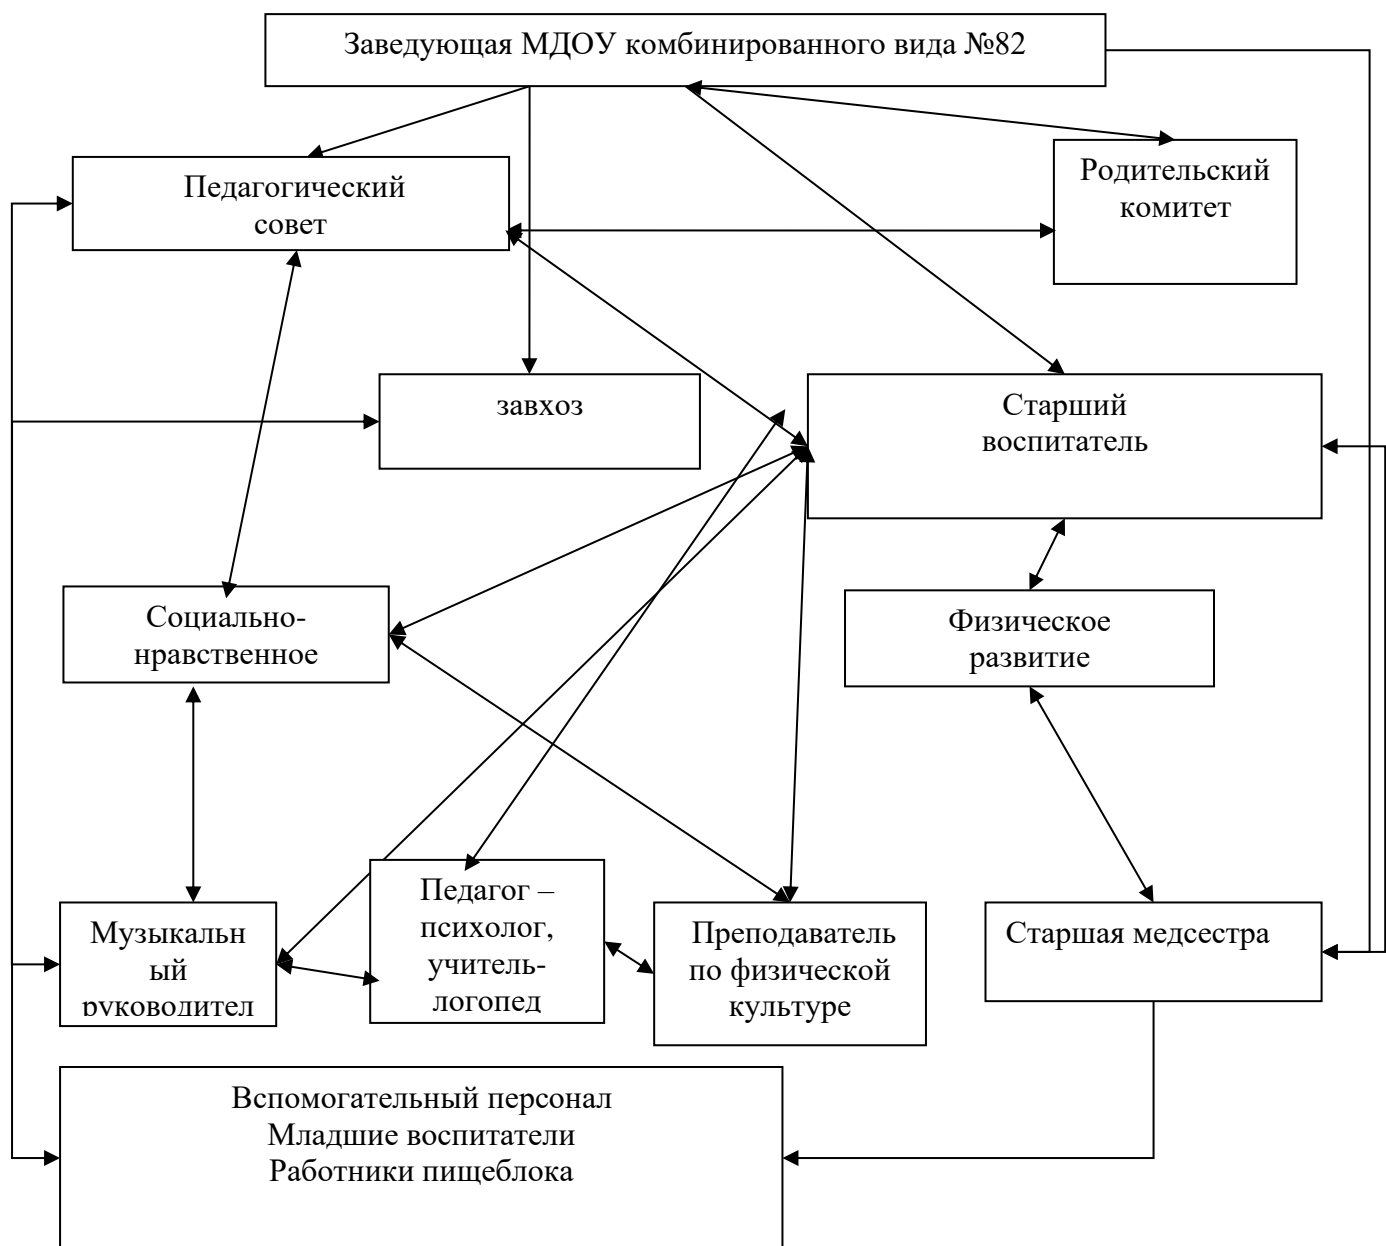 Заведующая МДОУ комбинированного вида №82
Педагогический
совет
Родительский
комитет
завхоз
Старший
воспитатель
Социально-
нравственное
Физическое
развитие
Музыкальн
ый
руководител
Педагог –
психолог,
учитель-
логопед
Преподаватель
по физической
культуре
Старшая медсестра
Вспомогательный персонал
Младшие воспитатели
Работники пищеблока